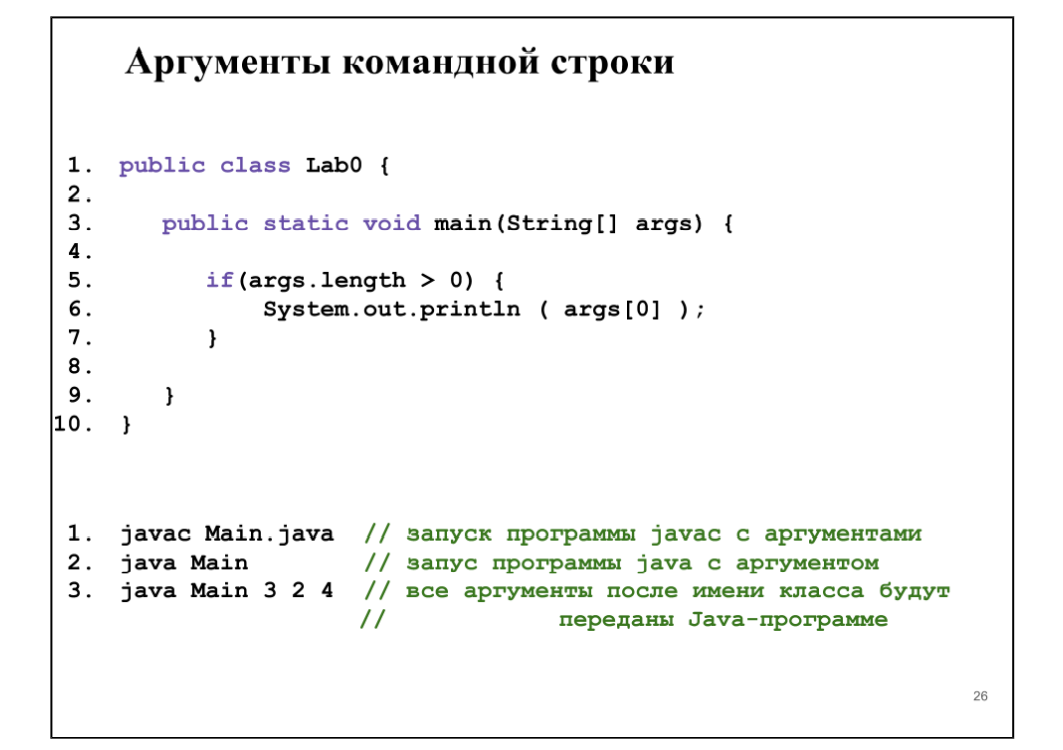 Аргументы командной строки
1. public class Lab0 {
2.
3. public static void main(String[] args) {
4.
5. if(args.length > 0) {
6. System.out.println ( args[0] );
7. }
8.
9. }
10. }
1. javac Main.java // запуск программы javac с аргументами
2. java Main // запус программы java с аргументом
3. java Main 3 2 4 // все аргументы после имени класса будут
// переданы Java-программе
26